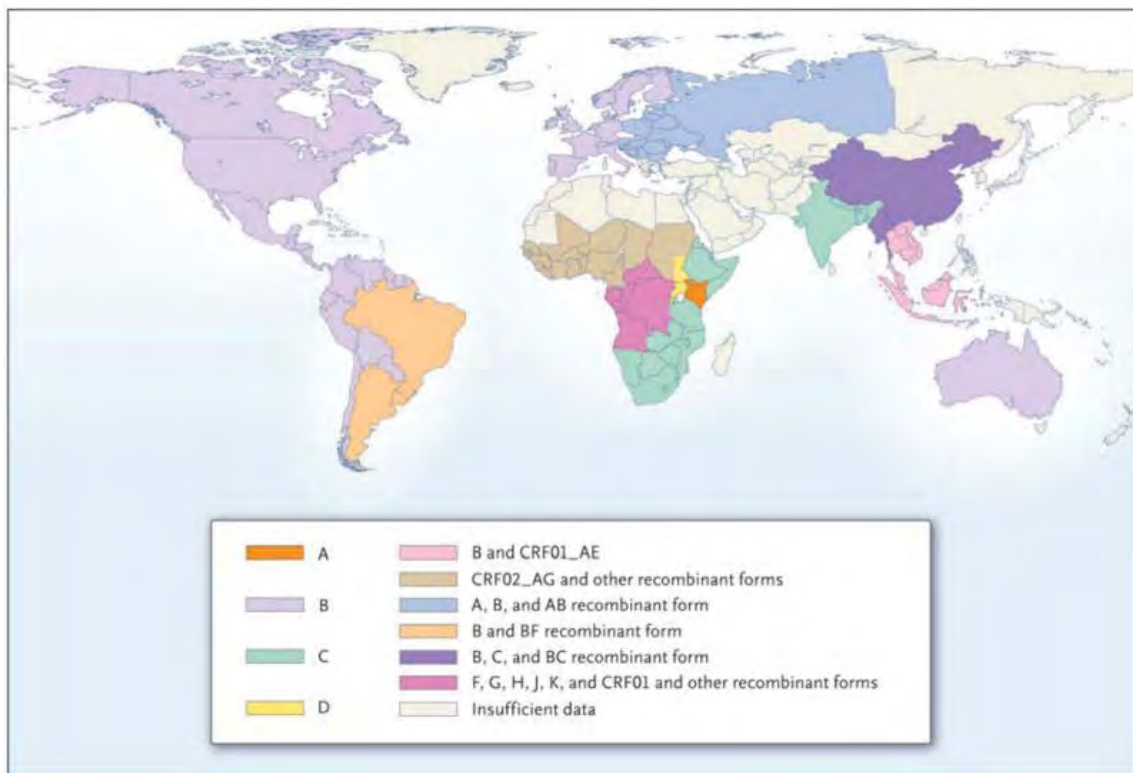 A
B and CRF01_AE
CRF02_AG and other recombinant forms
B
A, B, and AB recombinant form
B and BF recombinant form
C
B, C, and BC recombinant form
F, G, H, J, K, and CRF01 and other recombinant forms
D
Insufficient data